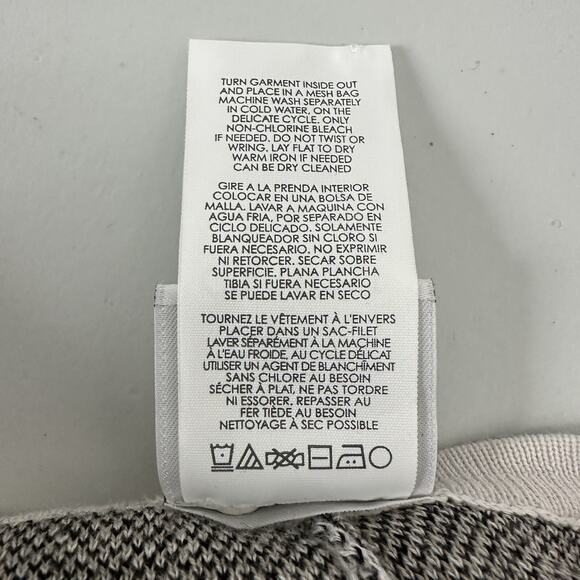 TURN GARMENT INSIDE OUT
AND PLACE IN A MESH BAG
MACHINE WASH SEPARATELY
IN COLD WATER, ON THE
DELICATE CYCLE. ONLY
NON-CHLORINE BLEACH
IF NEEDED. DO NOT TWIST OR
WRING. LAY FLAT TO DRY
WARM IRON IF NEEDED
CAN BE DRY CLEANED
GIRE A LA PRENDA INTERIOR
COLOCAR EN UNA BOLSA DE
MALLA. LAVAR A MAQUINA CON
AGUA FRIA, POR SEPARADO EN
CICLO DELICADO. SOLAMENTE
BLANQUEADOR SIN CLORO SI
FUERA NECESARIO. NO EXPRIMIR
NI RETORCER. SECAR SOBRE
SUPERFICIE. PLANA PLANCHA
TIBIA SI FUERA NECESARIO
SE PUEDE LAVAR EN SECO
TOURNEZ LE VÊTEMENT À L'ENVERS
PLACER DANS UN SAC-FILET
LAVER SÉPARÉMENT À LA MACHINE
À L'EAU FROIDE, AU CYCLE DÉLICAT
UTILISER UN AGENT DE BLANCHÎMENT
SANS CHLORE AU BESOIN
SÉCHER À PLAT, NE PAS TORDRE
NI ESSORER. REPASSER AU
FER TIÈDE AU BESOIN
NETTOYAGE À SEC POSSIBLE